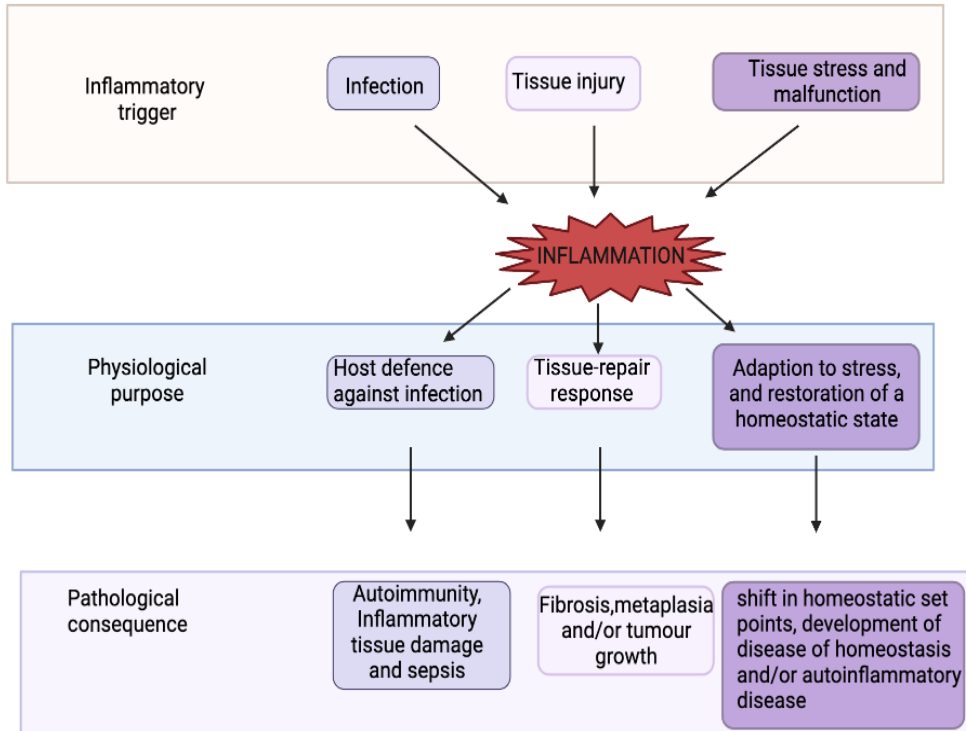 Inflammatory
trigger
Infection
Tissue injury
Tissue stress and
malfunction
INFLAMMATION
Physiological
purpose
Host defence
against infection
Tissue-repair
response
Adaption to stress,
and restoration of a
homeostatic state
Pathological
consequence
Autoimmunity,
Inflammatory
tissue damage
and sepsis
Fibrosis,metaplasia
and/or tumour
growth
shift in homeostatic set
points, development of
disease of homeostasis
and/or autoinflammatory
disease